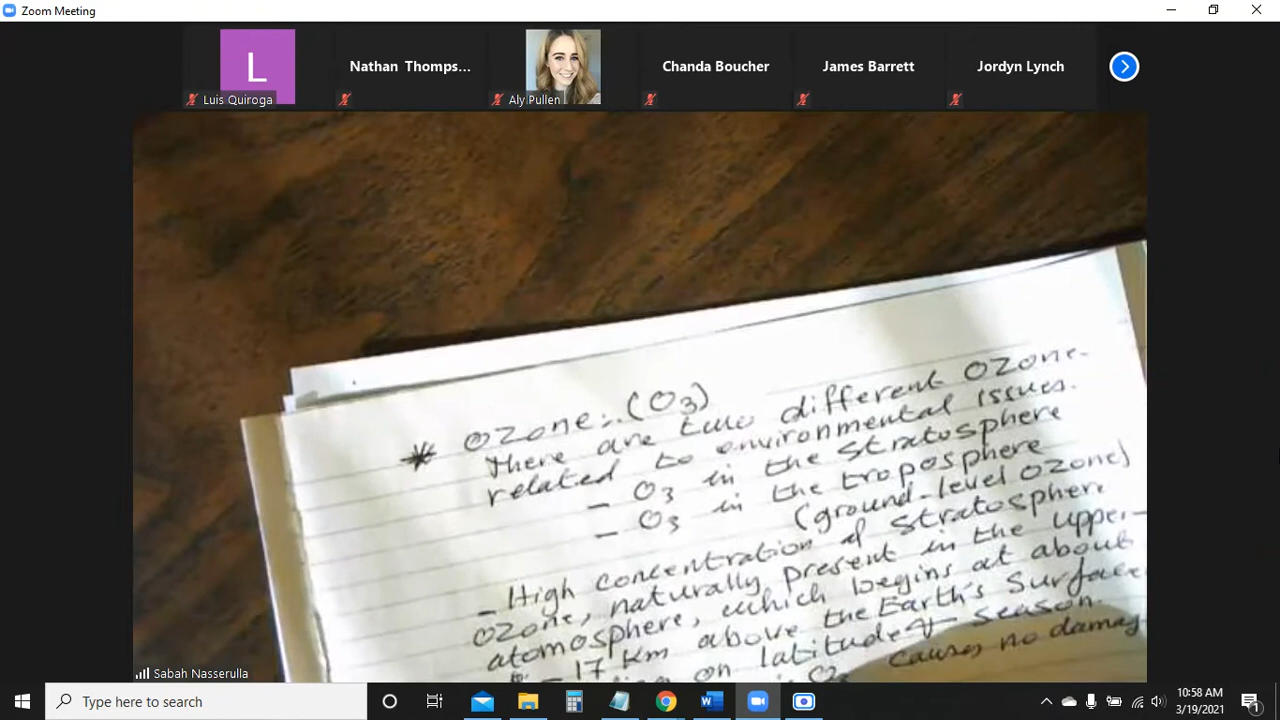 Zoom Meeting
L
Luis Quiroga
Nathan Thomps...
Aly Pullen
Chanda Boucher
James Barrett
Jordyn Lynch
* Ozone:. (O3)
There are two different Ozone.
related to environmental issues.
- O3 in the Stratosphere
- O3 in the troposphere
(ground-level Ozone)
- High concentration of Stratosphere
Ozone, naturally present in the upper-
atomosphere, which begins at about
- 17 Km above the Earth's Surface
on latitude & season.
causes no damag
Sabah Nasserulla
Type here to search
10:58 AM
3/19/2021
1